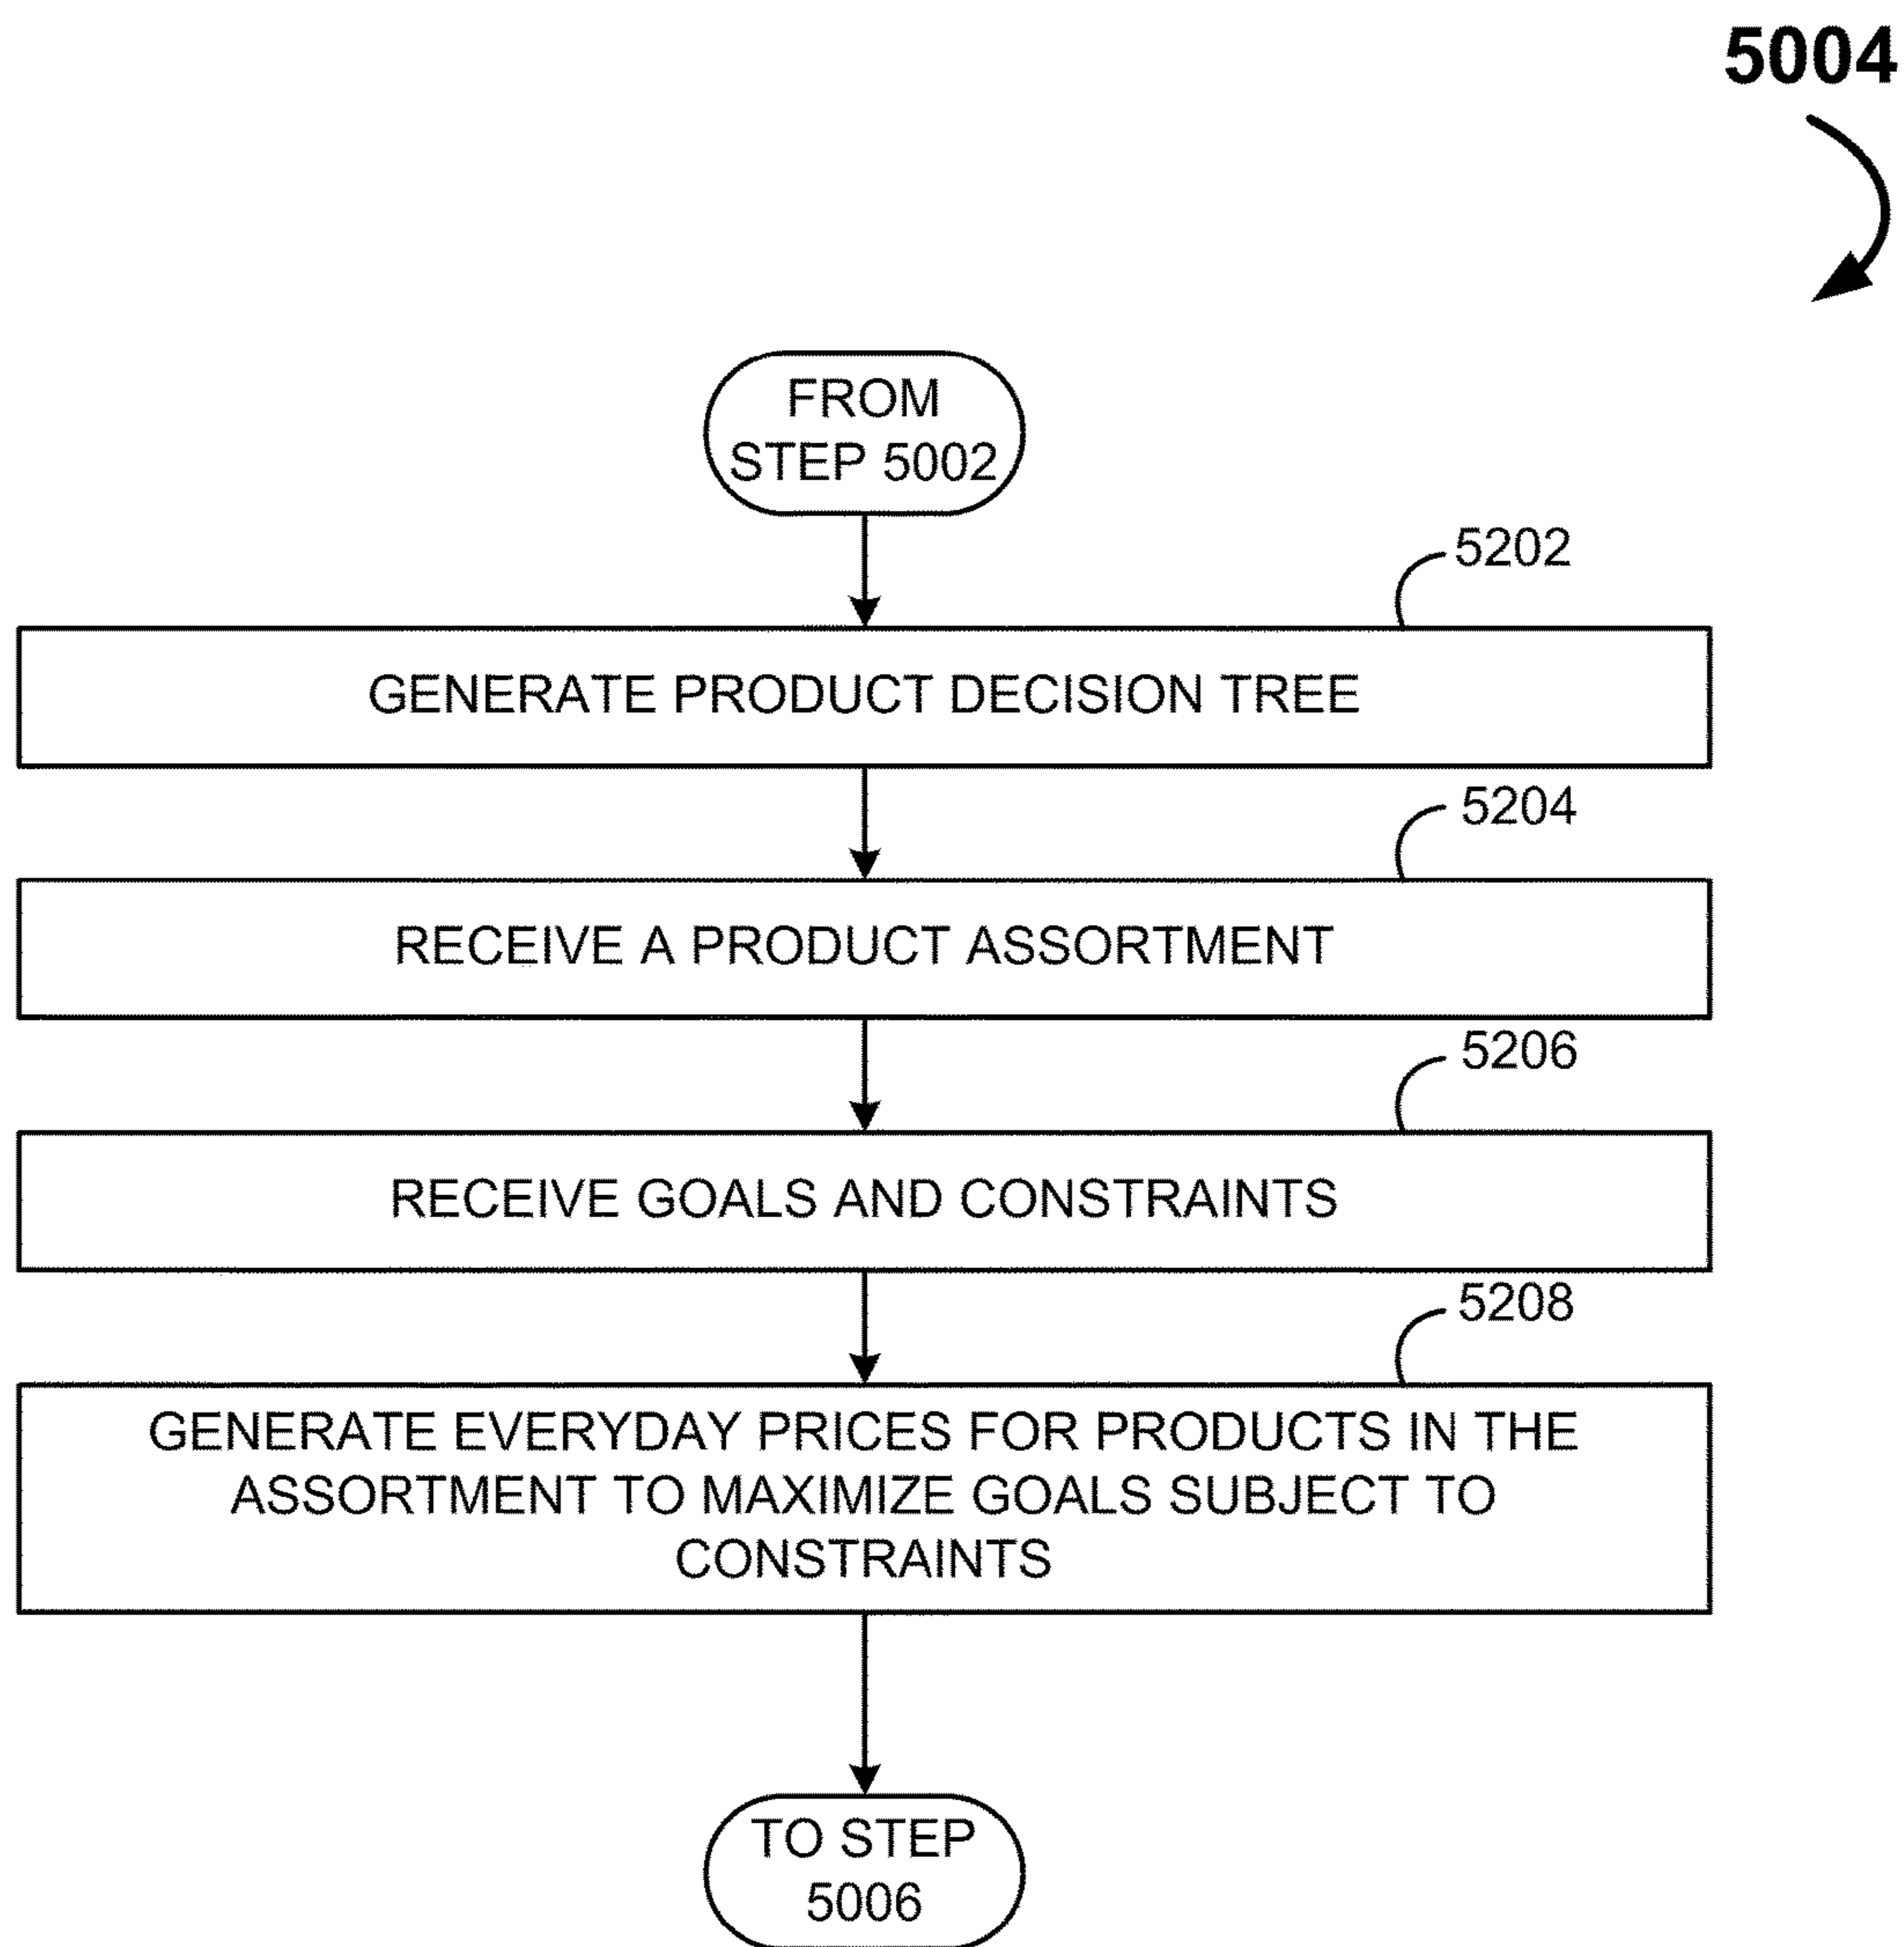 5004
FROM
STEP 5002
5202
GENERATE PRODUCT DECISION TREE
5204
RECEIVE A PRODUCT ASSORTMENT
5206
RECEIVE GOALS AND CONSTRAINTS
5208
GENERATE EVERYDAY PRICES FOR PRODUCTS IN THE
ASSORTMENT TO MAXIMIZE GOALS SUBJECT TO
CONSTRAINTS
TO STEP
5006